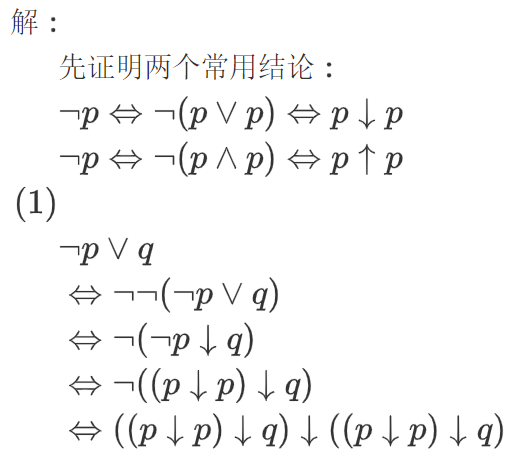 解：
先证明两个常用结论：
¬p ⇔ ¬(p ∨ p) ⇔ p ↓ p
¬p ⇔ ¬(p ∧ p) ⇔ p ↑ p
(1)
¬p ∨ q
⇔ ¬¬(¬p ∨ q)
⇔ ¬(¬p ↓ q)
⇔ ¬((p ↓ p) ↓ q)
⇔ ((p ↓ p) ↓ q) ↓ ((p ↓ p) ↓ q)